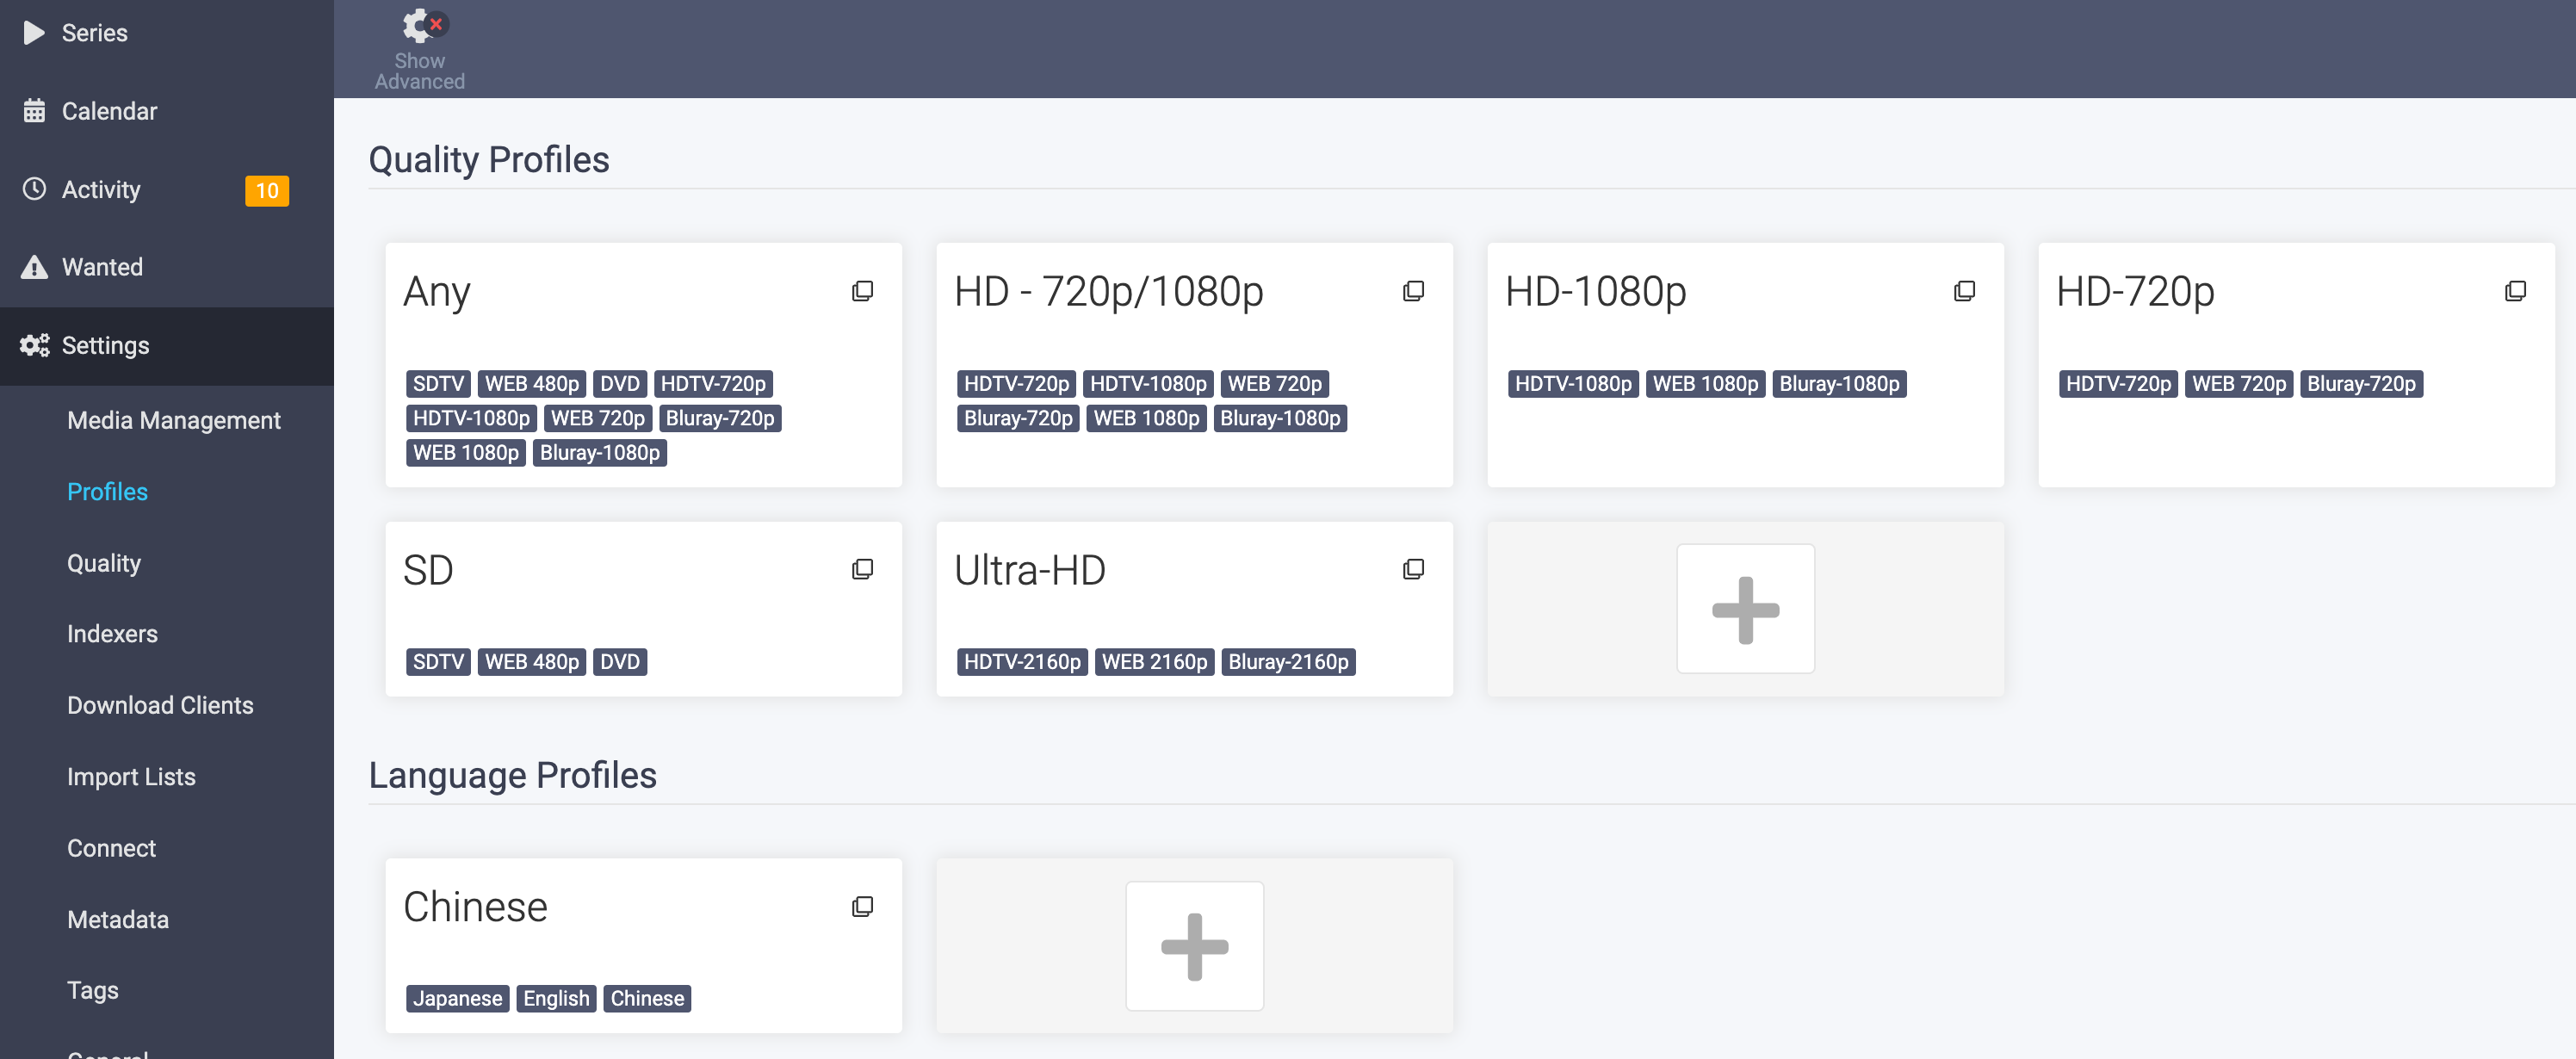 Series
Calendar
Activity 10
Wanted
Settings
Media Management
Profiles
Quality
Indexers
Download Clients
Import Lists
Connect
Metadata
Tags
General
Show
Advanced
Quality Profiles
Any
SDTV WEB 480p DVD HDTV-720p
HDTV-1080p WEB 720p Bluray-720p
WEB 1080p Bluray-1080p
HD - 720p/1080p
HDTV-720p HDTV-1080p WEB 720p
Bluray-720p WEB 1080p Bluray-1080p
HD-1080p
HDTV-1080p WEB 1080p Bluray-1080p
HD-720p
HDTV-720p WEB 720p Bluray-720p
SD
SDTV WEB 480p DVD
Ultra-HD
HDTV-2160p WEB 2160p Bluray-2160p
Language Profiles
Chinese
Japanese English Chinese